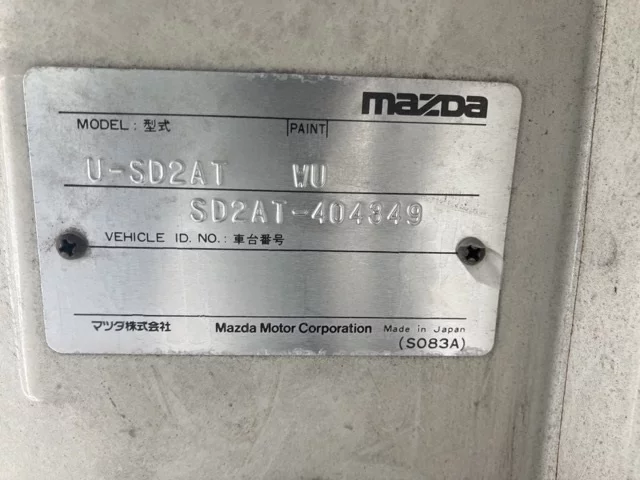 mazda
MODEL: 型式 PAINT
U-SD2AT WU
SD2AT-404349
VEHICLE ID. NO.: 車台番号
マツダ株式会社 Mazda Motor Corporation Made in Japan
(S083A)